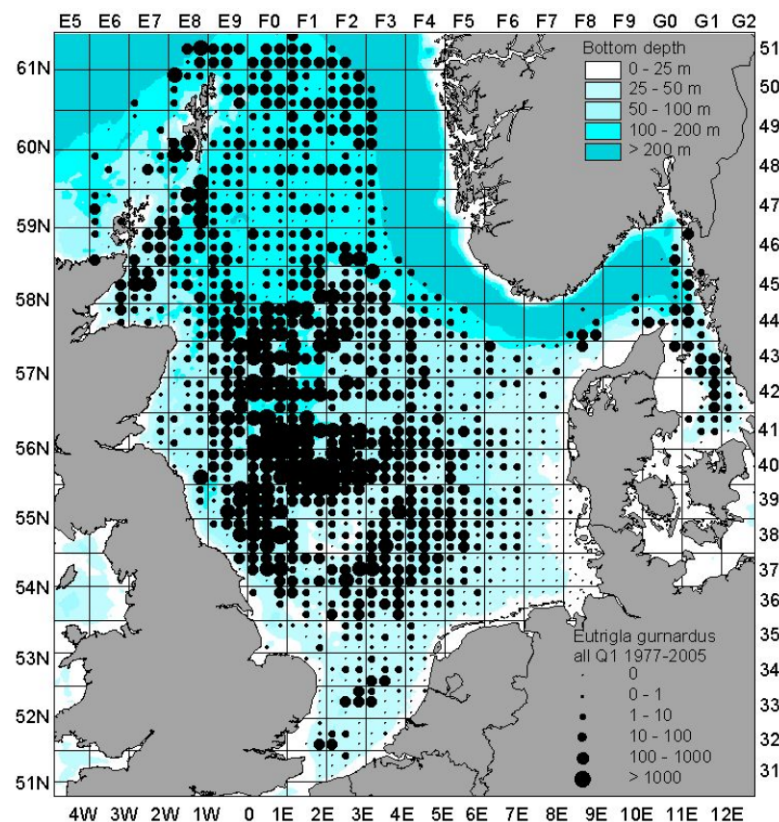 E5 E6 E7 E8 E9 F0 F1 F2 F3 F4 F5 F6 F7 F8 F9 G0 G1 G2
Bottom depth
0 - 25 m
25 - 50 m
50 - 100 m
100 - 200 m
> 200 m
61N
60N
59N
58N
57N
56N
55N
54N
53N
52N
51N
51
50
49
48
47
46
45
44
43
42
41
40
39
38
37
36
35
34
33
32
31
Eutrigla gurnardus
all Q1 1977-2005
0
0 - 1
1 - 10
10 - 100
100 - 1000
> 1000
4W 3W 2W 1W 0 1E 2E 3E 4E 5E 6E 7E 8E 9E 10E 11E 12E